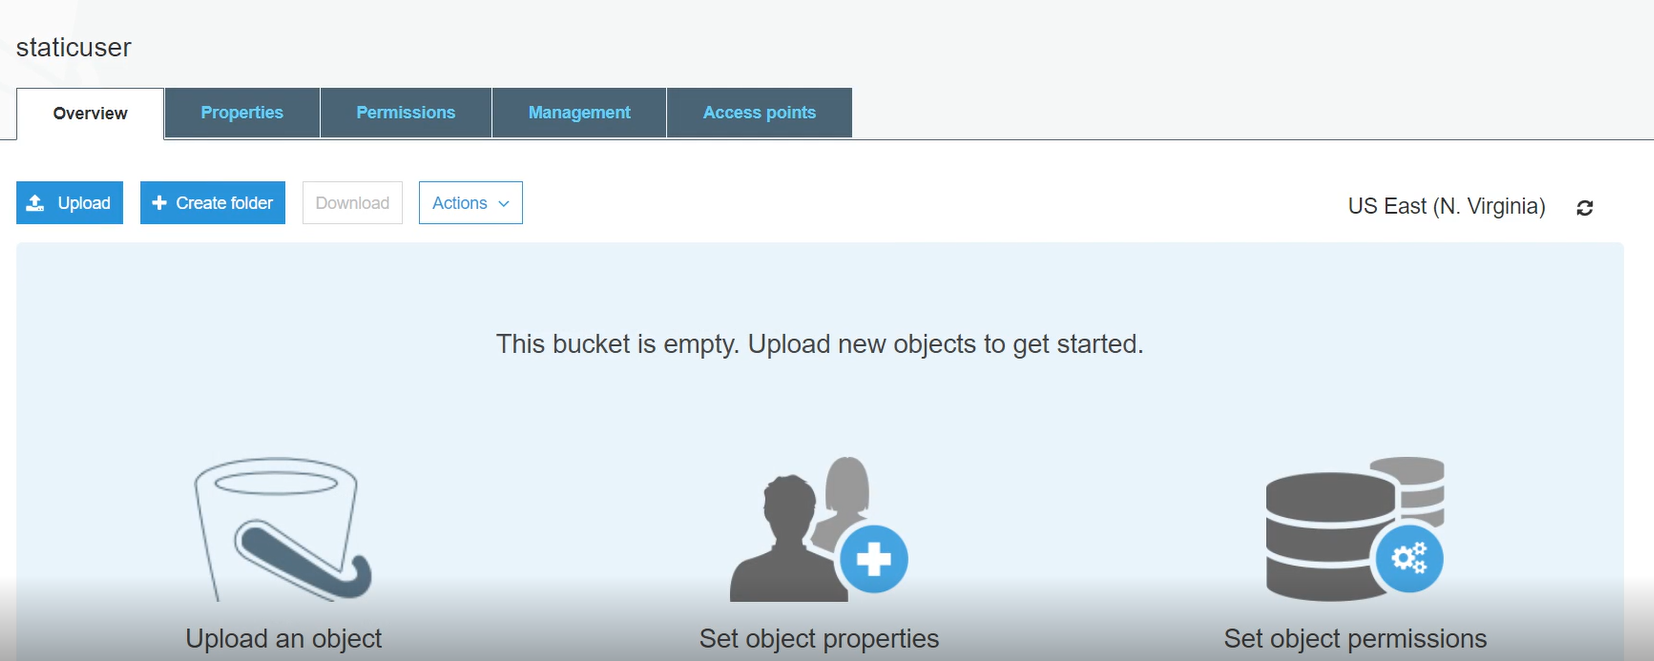 staticuser
Overview Properties Permissions Management Access points
Upload Create folder Download Actions US East (N. Virginia)
This bucket is empty. Upload new objects to get started.
Upload an object Set object properties Set object permissions